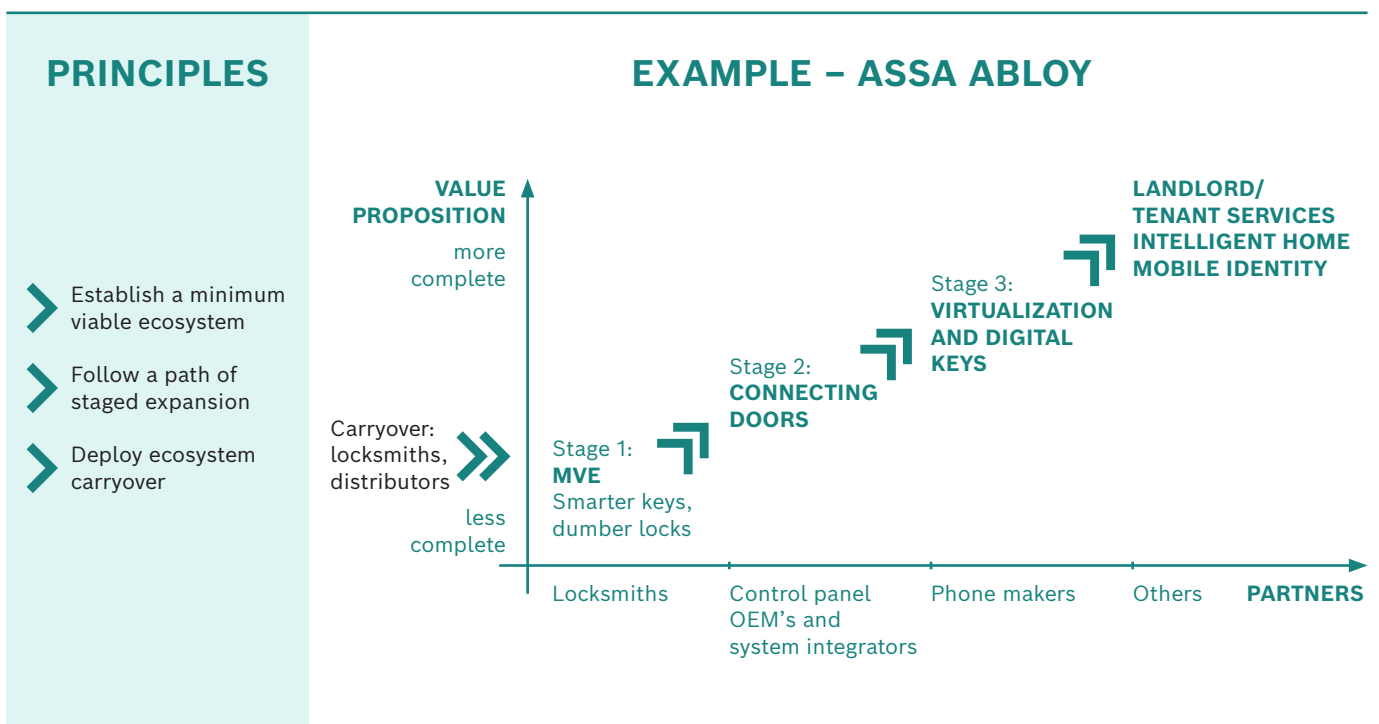 PRINCIPLES
Establish a minimum
viable ecosystem
Follow a path of
staged expansion
Deploy ecosystem
carryover
EXAMPLE – ASSA ABLOY
VALUE
PROPOSITION
more
complete
Carryover:
locksmiths,
distributors
less
complete
Stage 1:
MVE
Smarter keys,
dumber locks
Stage 2:
CONNECTING
DOORS
Stage 3:
VIRTUALIZATION
AND DIGITAL
KEYS
LANDLORD/
TENANT SERVICES
INTELLIGENT HOME
MOBILE IDENTITY
Locksmiths
Control panel
OEM’s and
system integrators
Phone makers
Others
PARTNERS